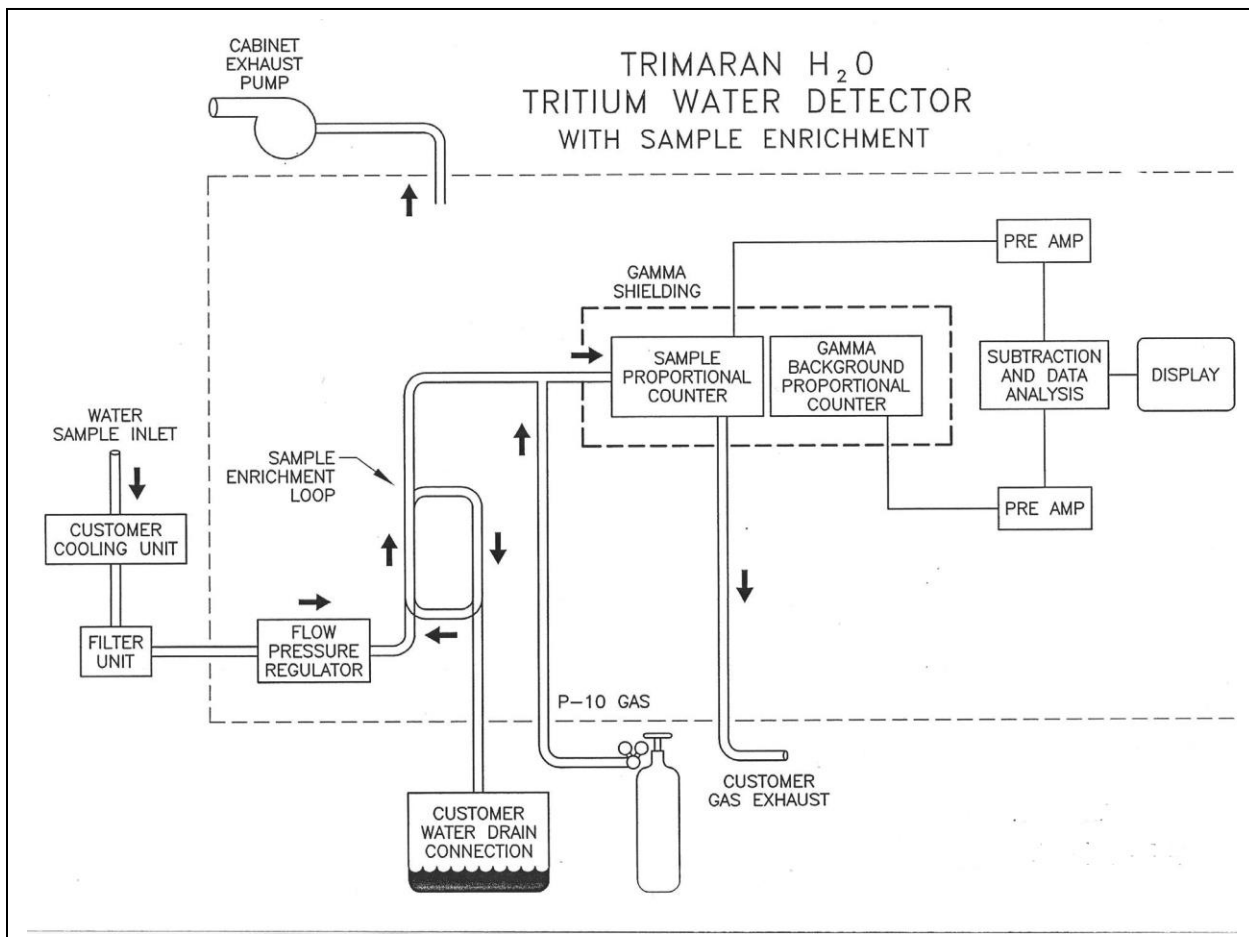 CABINET
EXHAUST
PUMP
TRIMARAN H₂O
TRITIUM WATER DETECTOR
WITH SAMPLE ENRICHMENT
PRE AMP
GAMMA
SHIELDING
SAMPLE
PROPORTIONAL
COUNTER
GAMMA
BACKGROUND
PROPORTIONAL
COUNTER
SUBTRACTION
AND DATA
ANALYSIS
DISPLAY
WATER
SAMPLE INLET
SAMPLE
ENRICHMENT
LOOP
PRE AMP
CUSTOMER
COOLING UNIT
FILTER
UNIT
FLOW
PRESSURE
REGULATOR
P-10 GAS
CUSTOMER
GAS EXHAUST
CUSTOMER
WATER DRAIN
CONNECTION